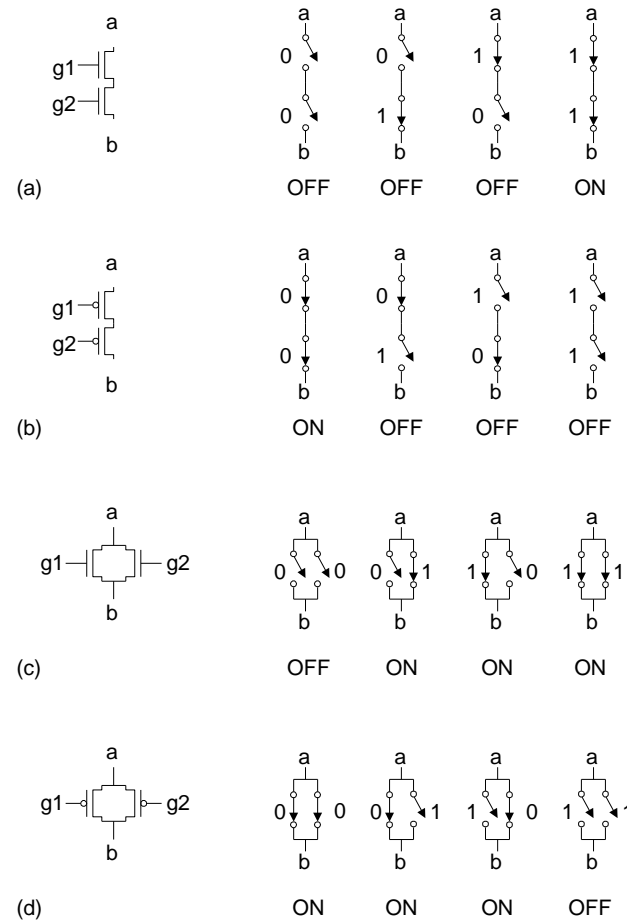 a a a a a
g1 0 0 1 1
g2 0 1 0 1
b b b b b
(a) OFF OFF OFF ON
a a a a a
g1 0 0 1 1
g2 0 1 0 1
b b b b b
(b) ON OFF OFF OFF
a a a a a
g1 g2 0 0 0 1 1 0 1 1
b b b b b
(c) OFF ON ON ON
a a a a a
g1 g2 0 0 0 1 1 0 1 1
b b b b b
(d) ON ON ON OFF